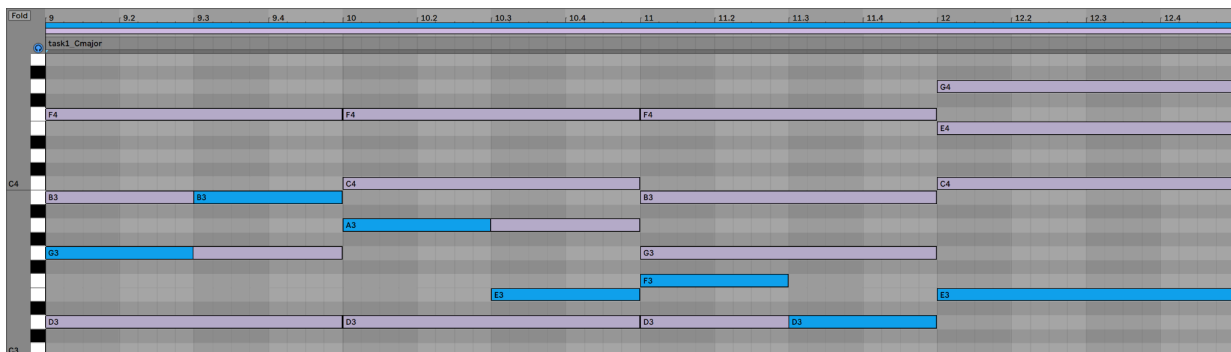 Fold 9 9.2 9.3 9.4 10 10.2 10.3 10.4 11 11.2 11.3 11.4 12 12.2 12.3 12.4
task1_Cmajor
G4
F4 F4 F4
E4
C4 C4 C4
B3 B3 B3
A3
G3 G3
F3
E3 E3
D3 D3 D3 D3
C3